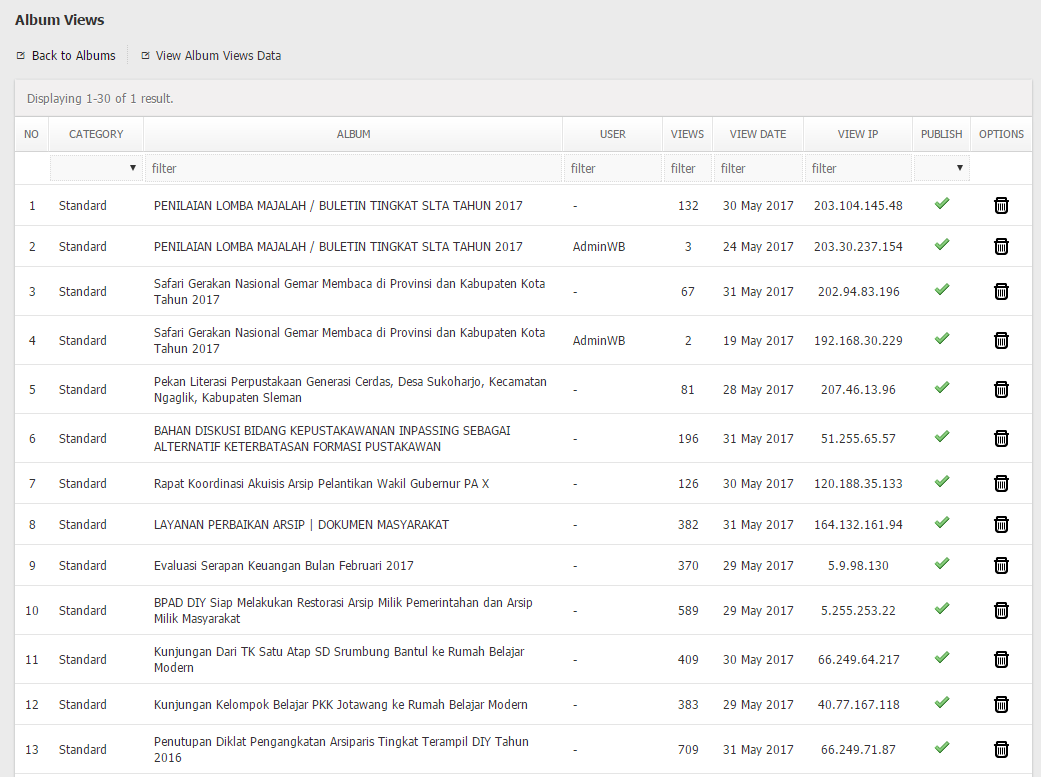 Album Views
Back to Albums View Album Views Data
Displaying 1-30 of 1 result.
NO CATEGORY ALBUM USER VIEWS VIEW DATE VIEW IP PUBLISH OPTIONS
filter filter filter filter filter
1 Standard PENILAIAN LOMBA MAJALAH / BULETIN TINGKAT SLTA TAHUN 2017 - 132 30 May 2017 203.104.145.48
2 Standard PENILAIAN LOMBA MAJALAH / BULETIN TINGKAT SLTA TAHUN 2017 AdminWB 3 24 May 2017 203.30.237.154
3 Standard Safari Gerakan Nasional Gemar Membaca di Provinsi dan Kabupaten Kota
Tahun 2017 - 67 31 May 2017 202.94.83.196
4 Standard Safari Gerakan Nasional Gemar Membaca di Provinsi dan Kabupaten Kota
Tahun 2017 AdminWB 2 19 May 2017 192.168.30.229
5 Standard Pekan Literasi Perpustakaan Generasi Cerdas, Desa Sukoharjo, Kecamatan
Ngaglik, Kabupaten Sleman - 81 28 May 2017 207.46.13.96
6 Standard BAHAN DISKUSI BIDANG KEPUSTAKAWANAN INPASSING SEBAGAI
ALTERNATIF KETERBATASAN FORMASI PUSTAKAWAN - 196 31 May 2017 51.255.65.57
7 Standard Rapat Koordinasi Akuisis Arsip Pelantikan Wakil Gubernur PA X - 126 30 May 2017 120.188.35.133
8 Standard LAYANAN PERBAIKAN ARSIP | DOKUMEN MASYARAKAT - 382 31 May 2017 164.132.161.94
9 Standard Evaluasi Serapan Keuangan Bulan Februari 2017 - 370 29 May 2017 5.9.98.130
10 Standard BPAD DIY Siap Melakukan Restorasi Arsip Milik Pemerintahan dan Arsip
Milik Masyarakat - 589 29 May 2017 5.255.253.22
11 Standard Kunjungan Dari TK Satu Atap SD Srumbung Bantul ke Rumah Belajar
Modern - 409 30 May 2017 66.249.64.217
12 Standard Kunjungan Kelompok Belajar PKK Jotawang ke Rumah Belajar Modern - 383 29 May 2017 40.77.167.118
13 Standard Penutupan Diklat Pengangkatan Arsiparis Tingkat Terampil DIY Tahun
2016 - 709 31 May 2017 66.249.71.87